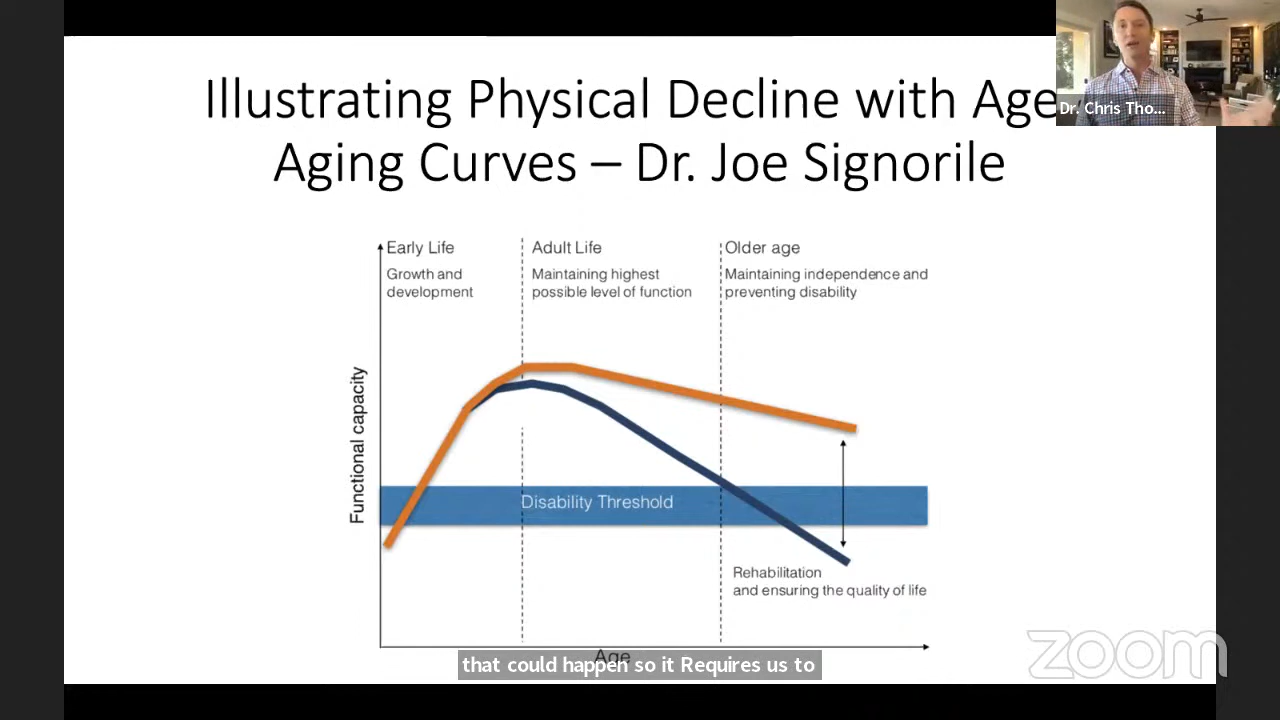 Illustrating Physical Decline with Age
Aging Curves – Dr. Joe Signorile
Dr. Chris Tho...
Early Life
Growth and
development
Adult Life
Maintaining highest
possible level of function
Older age
Maintaining independence and
preventing disability
Functional capacity
Disability Threshold
Rehabilitation
and ensuring the quality of life
Age
that could happen so it Requires us to
zoom